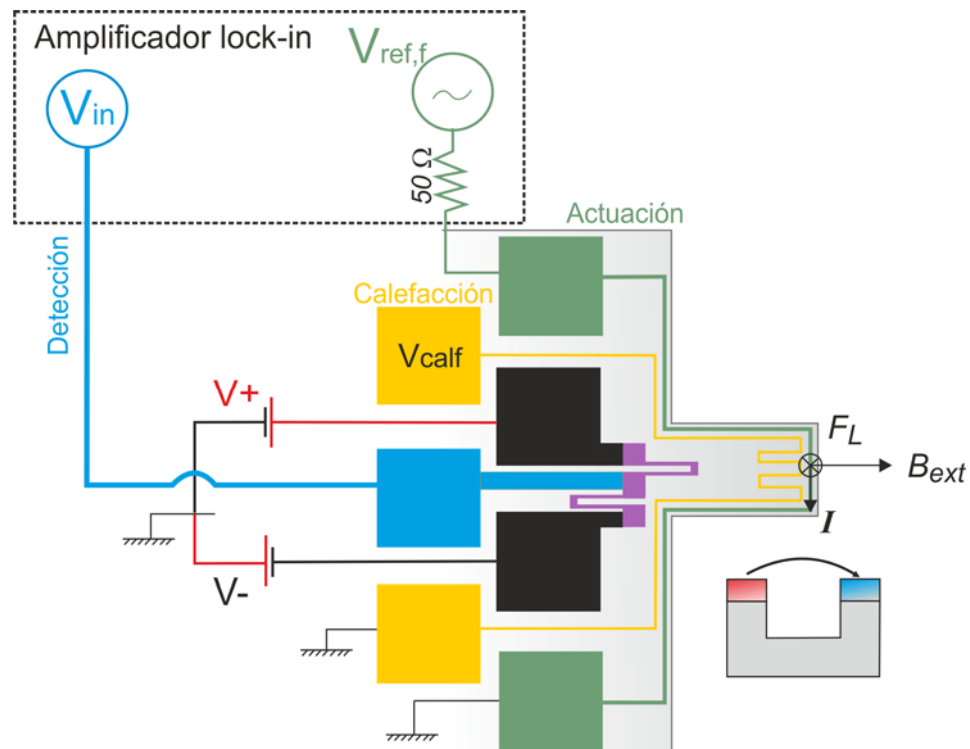 Amplificador lock-in
Vref,f
Vin
50 Ω
Actuación
Detección
Calefacción
Vcalf
V+
FL
Bext
I
V-